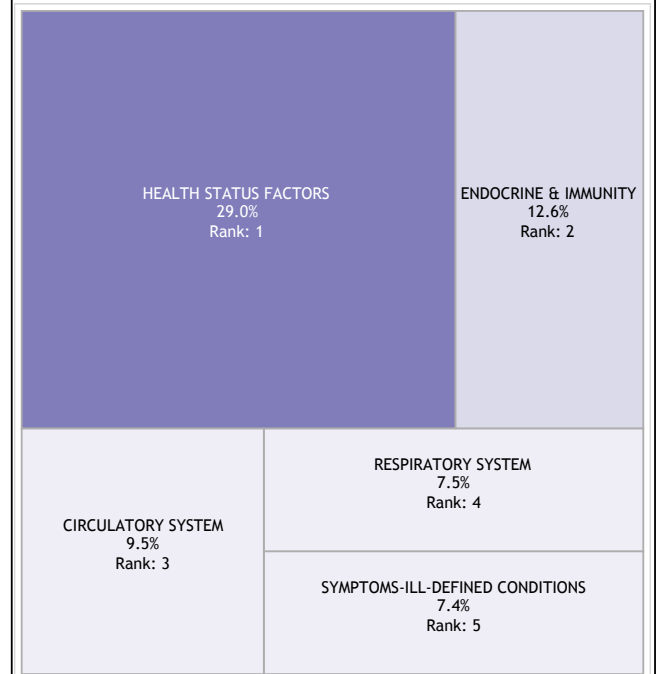 HEALTH STATUS FACTORS
29.0%
Rank: 1
ENDOCRINE & IMMUNITY
12.6%
Rank: 2
CIRCULATORY SYSTEM
9.5%
Rank: 3
RESPIRATORY SYSTEM
7.5%
Rank: 4
SYMPTOMS-ILL-DEFINED CONDITIONS
7.4%
Rank: 5